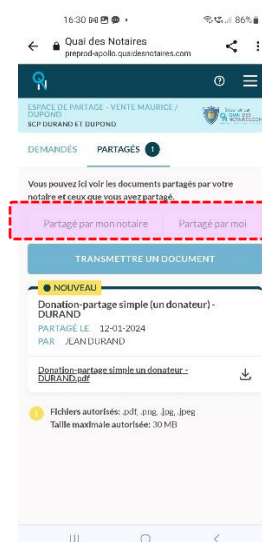 16:30
86%
Quai des Notaires
preprod-apollo.quaidesnotaires.com
ESPACE DE PARTAGE - VENTE MAURICE /
DUPOND
SCP DURAND ET DUPOND
DEMANDÉS PARTAGÉS 1
Vous pouvez ici voir les documents partagés par votre
notaire et ceux que vous avez partagé.
Partagé par mon notaire Partagé par moi
TRANSMETTRE UN DOCUMENT
NOUVEAU
Donation-partage simple (un donateur) -
DURAND
PARTAGÉ LE 12-01-2024
PAR JEAN DURAND
Donation-partage simple un donateur -
DURAND.pdf
Fichiers autorisés: .pdf, .png, .jpg, .jpeg
Taille maximale autorisée: 30 MB